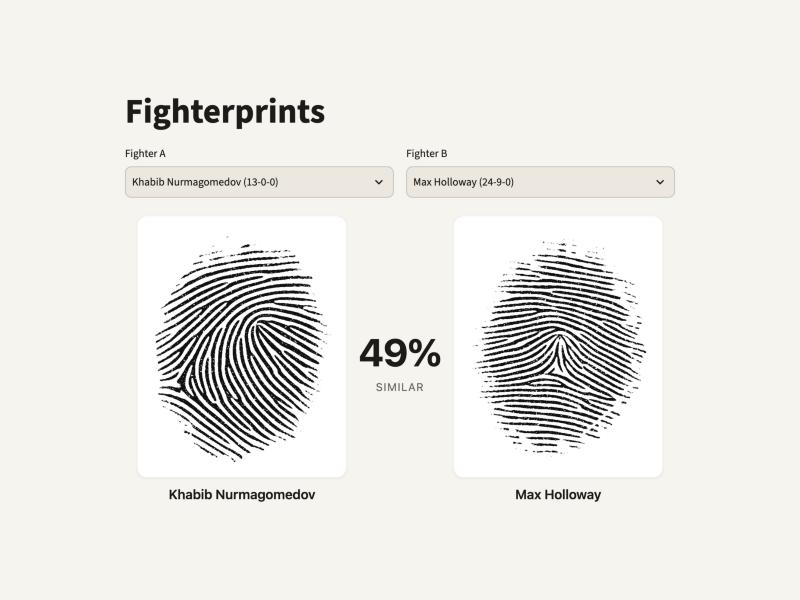 Fighterprints
Fighter A
Fighter B
Khabib Nurmagomedov (13-0-0)
Max Holloway (24-9-0)
49%
SIMILAR
Khabib Nurmagomedov
Max Holloway